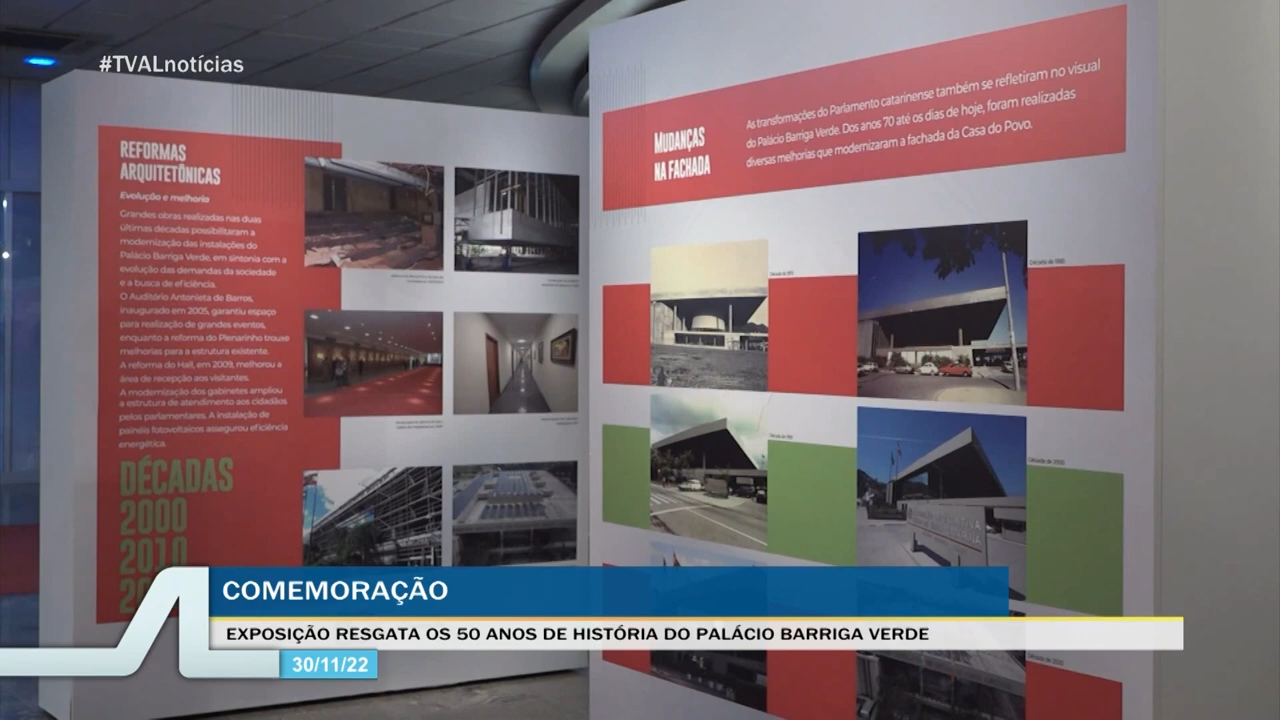 #TVALnotícias
REFORMAS
ARQUITETÔNICAS
Evolução e melhoria
Grandes obras realizadas nas duas
últimas décadas possibilitaram a
modernização das instalações do
Palácio Barriga Verde, em sintonia com a
evolução das demandas da sociedade
e a busca de eficiência.
O Auditório Antonieta de Barros,
inaugurado em 2005, garantiu espaço
para realização de grandes eventos,
enquanto a reforma do Plenarinho trouxe
melhorias para a estrutura existente.
A reforma do Hall, em 2009, melhorou a
área de recepção aos visitantes.
A modernização dos gabinetes ampliou
a estrutura de atendimento aos cidadãos
pelos parlamentares. A instalação de
painéis fotovoltaicos assegurou eficiência
energética.
DÉCADAS
2000
2010
MUDANÇAS
NA FACHADA
As transformações do Parlamento catarinense também se refletiram no visual
do Palácio Barriga Verde. Dos anos 70 até os dias de hoje, foram realizadas
diversas melhorias que modernizaram a fachada da Casa do Povo.
Década de 1980
Década de 2000
COMEMORAÇÃO
EXPOSIÇÃO RESGATA OS 50 ANOS DE HISTÓRIA DO PALÁCIO BARRIGA VERDE
30/11/22